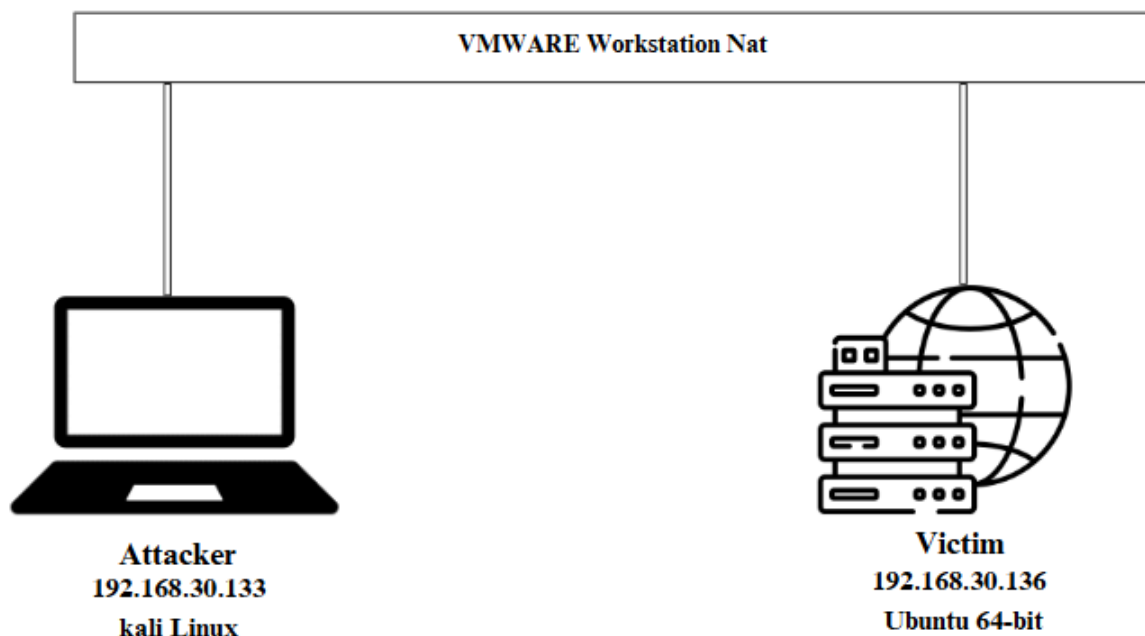 VMWARE Workstation Nat
Attacker
192.168.30.133
kali Linux
Victim
192.168.30.136
Ubuntu 64-bit